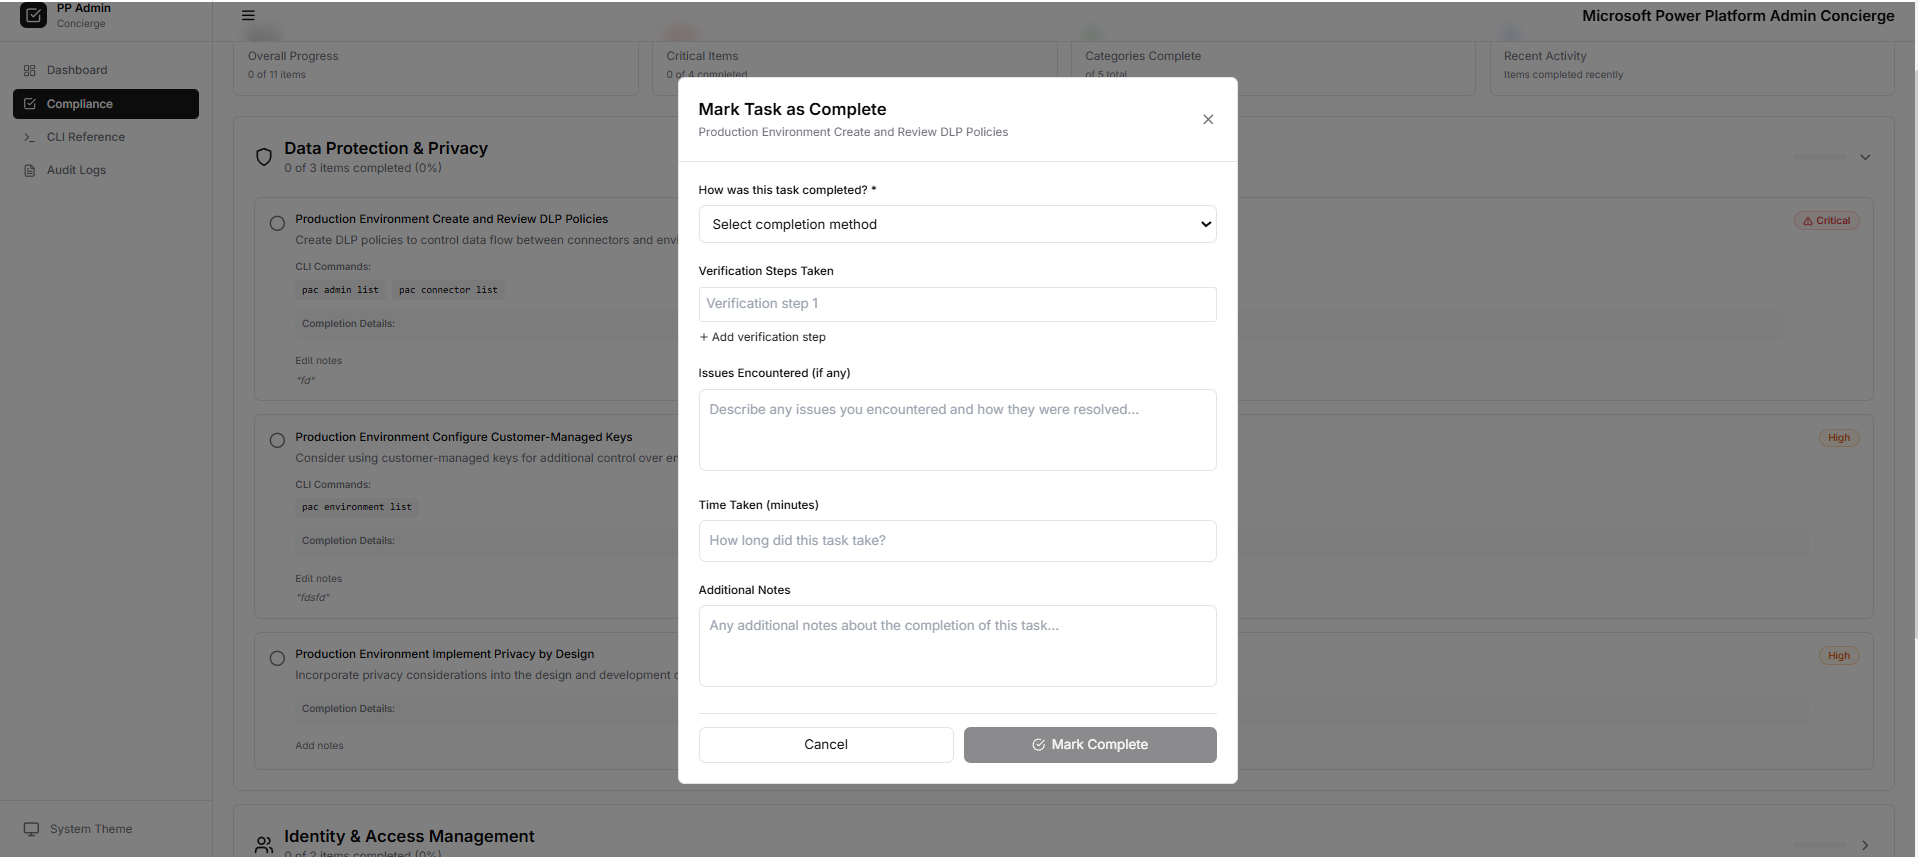 PP Admin
Concierge
Dashboard
Compliance
CLI Reference
Audit Logs
System Theme
Microsoft Power Platform Admin Concierge
Overall Progress
0 of 11 items
Critical Items
0 of 4 completed
Categories Complete
of 5 total
Recent Activity
Items completed recently
Data Protection & Privacy
0 of 3 items completed (0%)
Production Environment Create and Review DLP Policies
Critical
Create DLP policies to control data flow between connectors and
CLI Commands:
pac admin list pac connector list
Completion Details:
Edit notes
"fd"
Production Environment Configure Customer-Managed Keys
High
Consider using customer-managed keys for additional control over
CLI Commands:
pac environment list
Completion Details:
Edit notes
"fdsfd"
Production Environment Implement Privacy by Design
High
Incorporate privacy considerations into the design and development
Completion Details:
Add notes
Identity & Access Management
0 of 2 items completed (0%)
Mark Task as Complete
Production Environment Create and Review DLP Policies
How was this task completed? *
Select completion method
Verification Steps Taken
Verification step 1
+ Add verification step
Issues Encountered (if any)
Describe any issues you encountered and how they were resolved...
Time Taken (minutes)
How long did this task take?
Additional Notes
Any additional notes about the completion of this task...
Cancel
Mark Complete